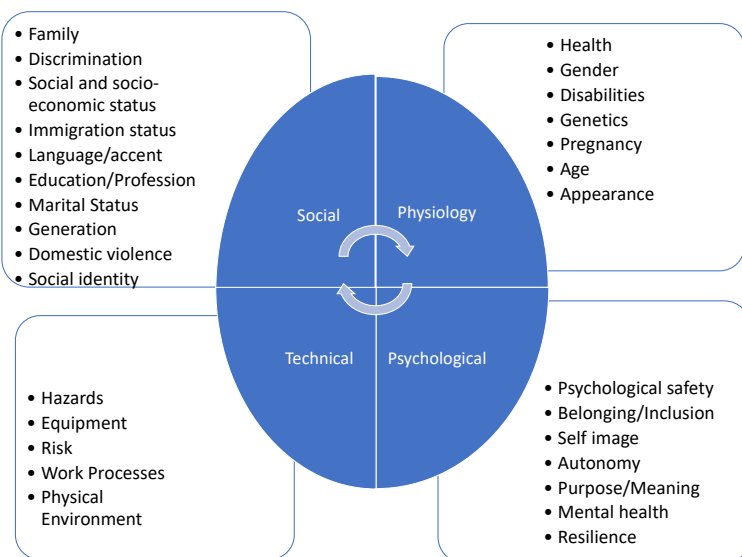 • Family
• Discrimination
• Social and socio-
economic status
• Immigration status
• Language/accent
• Education/Profession
• Marital Status
• Generation
• Domestic violence
• Social identity
• Health
• Gender
• Disabilities
• Genetics
• Pregnancy
• Age
• Appearance
Social
Physiology
Technical
Psychological
• Hazards
• Equipment
• Risk
• Work Processes
• Physical
Environment
• Psychological safety
• Belonging/Inclusion
• Self image
• Autonomy
• Purpose/Meaning
• Mental health
• Resilience